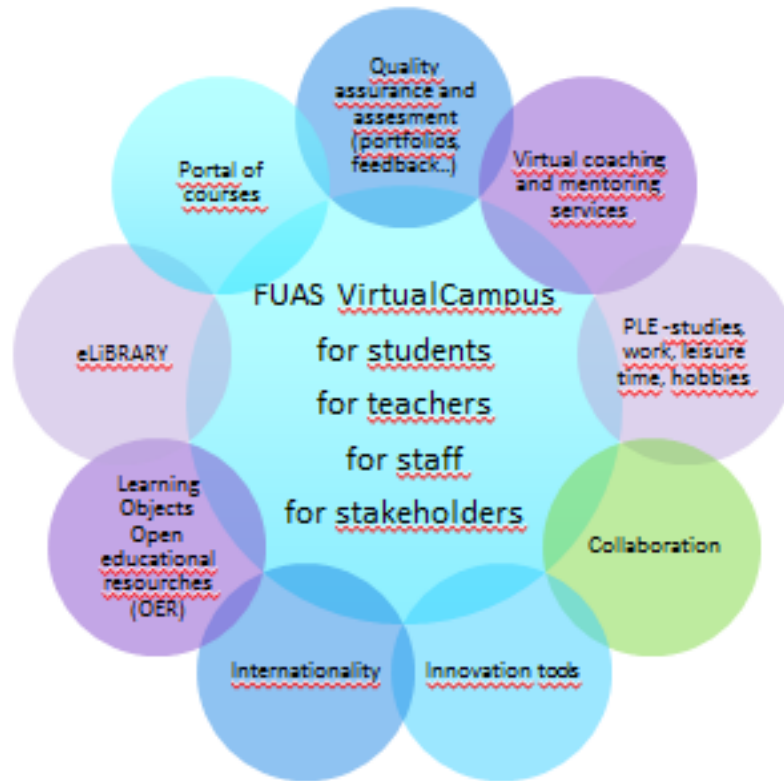 Quality
assurance and
assesment
(portfolios,
feedback..)
Virtual coaching
and mentoring
services
PLE -studies,
work, leisure
time, hobbies
Collaboration
Innovation tools
Internationality
Learning
Objects
Open
educational
resourches
(OER)
eLiBRARY
Portal of
courses
FUAS VirtualCampus
for students
for teachers
for staff
for stakeholders